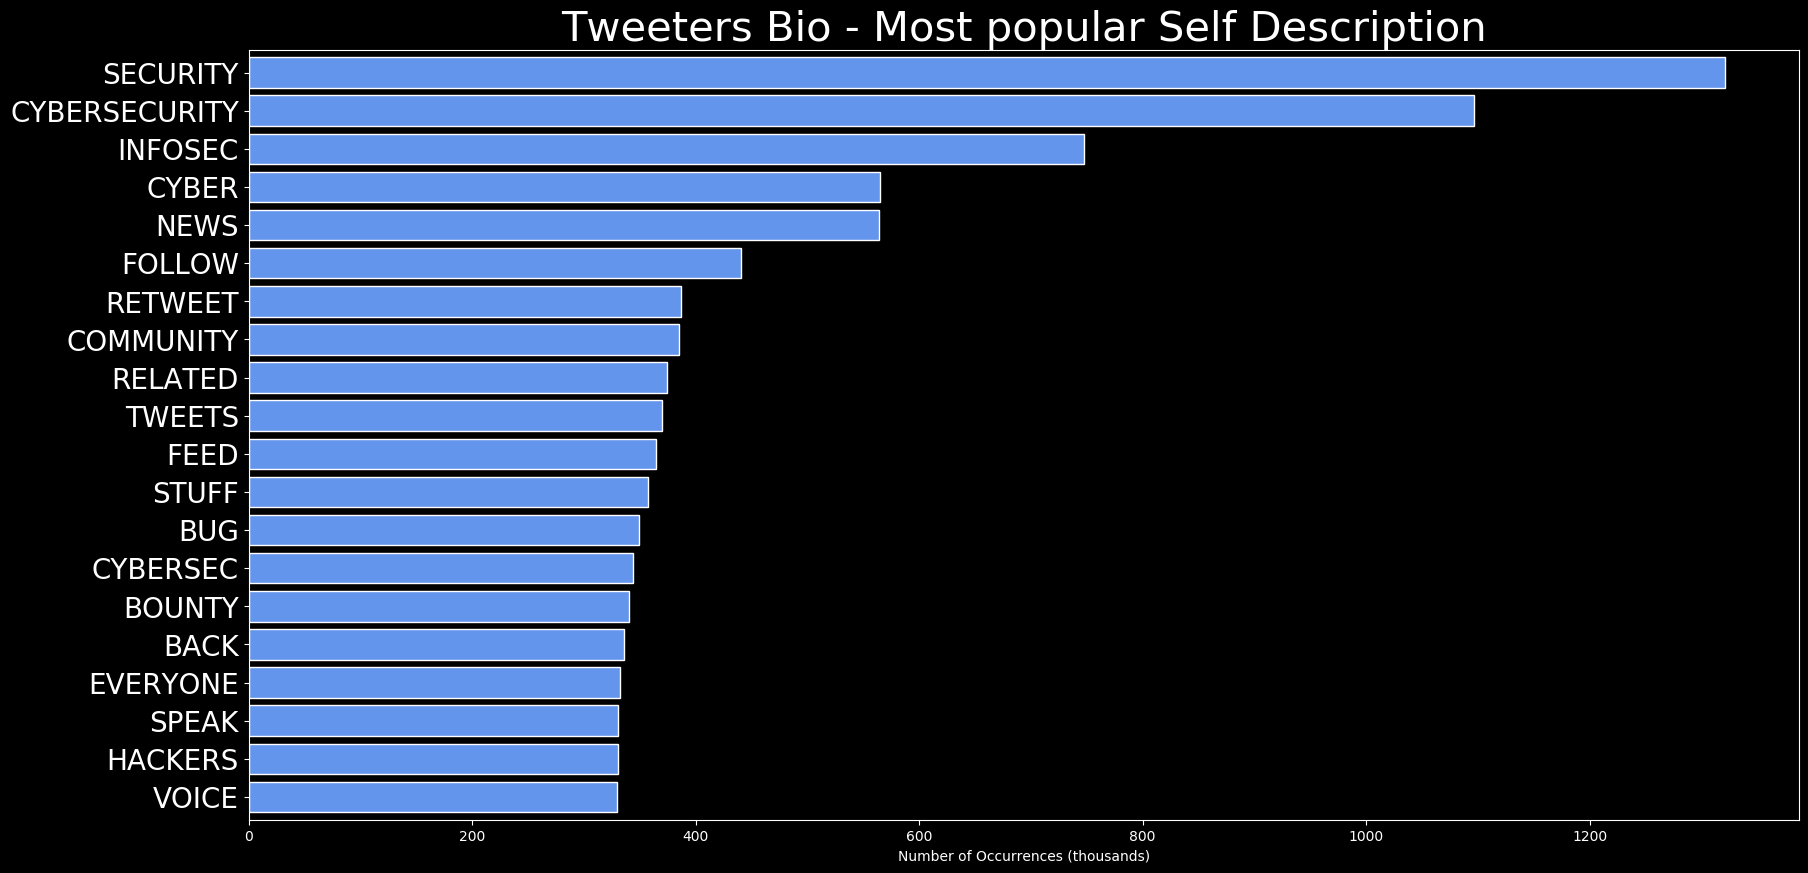 Tweeters Bio - Most popular Self Description
SECURITY
CYBERSECURITY
INFOSEC
CYBER
NEWS
FOLLOW
RETWEET
COMMUNITY
RELATED
TWEETS
FEED
STUFF
BUG
CYBERSEC
BOUNTY
BACK
EVERYONE
SPEAK
HACKERS
VOICE
0 200 400 600 800 1000 1200
Number of Occurrences (thousands)